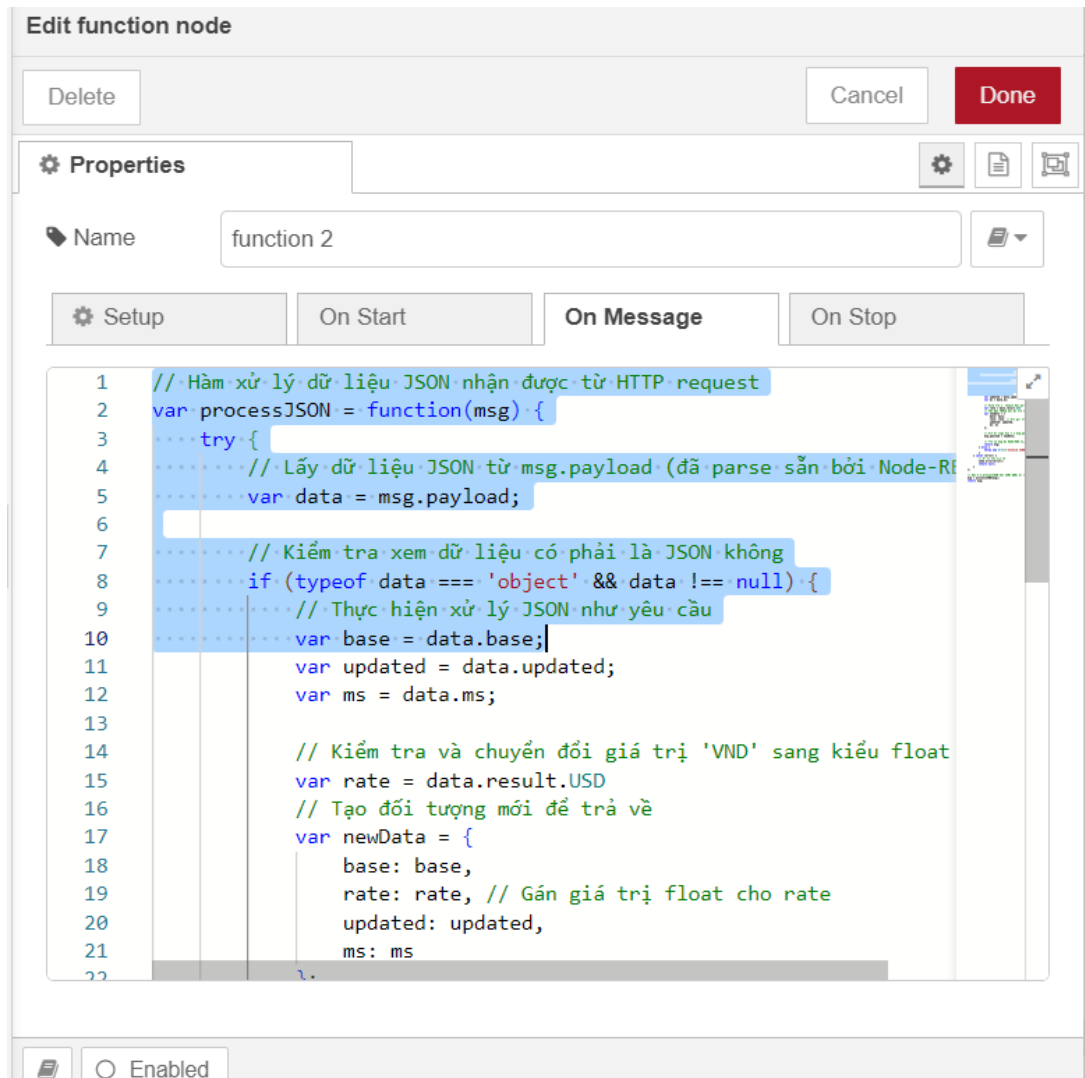 Edit function node
Delete
Cancel
Done
Properties
Name
function 2
Setup
On Start
On Message
On Stop
1 // Hàm xử lý dữ liệu JSON nhận được từ HTTP request
2 var processJSON = function(msg) {
3 try {
4 // Lấy dữ liệu JSON từ msg.payload (đã parse sẵn bởi
5 var data = msg.payload;
6
7 // Kiểm tra xem dữ liệu có phải là JSON không
8 if (typeof data === 'object' && data !== null) {
9 // Thực hiện xử lý JSON như yêu cầu
10 var base = data.base;
11 var updated = data.updated;
12 var ms = data.ms;
13
14 // Kiểm tra và chuyển đổi giá trị 'VND' sang kiểu float
15 var rate = data.result.USD
16 // Tạo đối tượng mới để trả về
17 var newData = {
18 base: base,
19 rate: rate, // Gán giá trị float cho rate
20 updated: updated,
21 ms: ms
22 };
Enabled